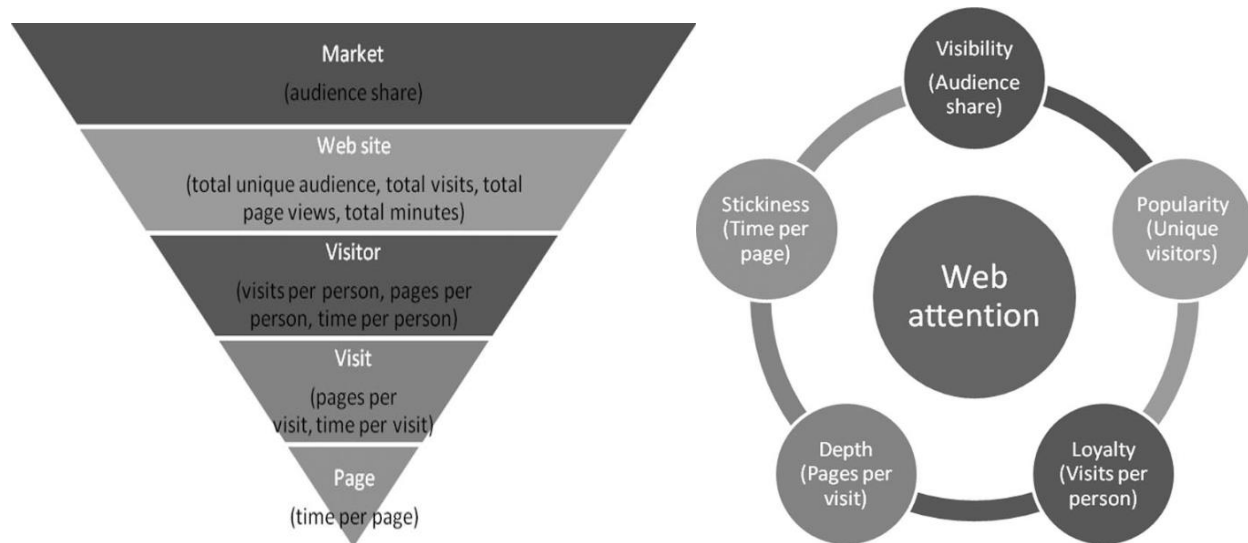 Market
(audience share)
Web site
(total unique audience, total visits, total
page views, total minutes)
Visitor
(visits per person, pages per
person, time per person)
Visit
(pages per
visit, time per visit)
Page
(time per page)
Visibility
(Audience
share)
Popularity
(Unique
visitors)
Loyalty
(Visits per
person)
Depth
(Pages per
visit)
Stickiness
(Time per
page)
Web
attention